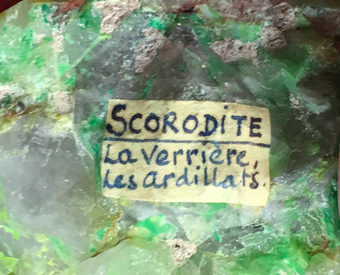 SCORODITE
La Verrière,
Les Ardillats.